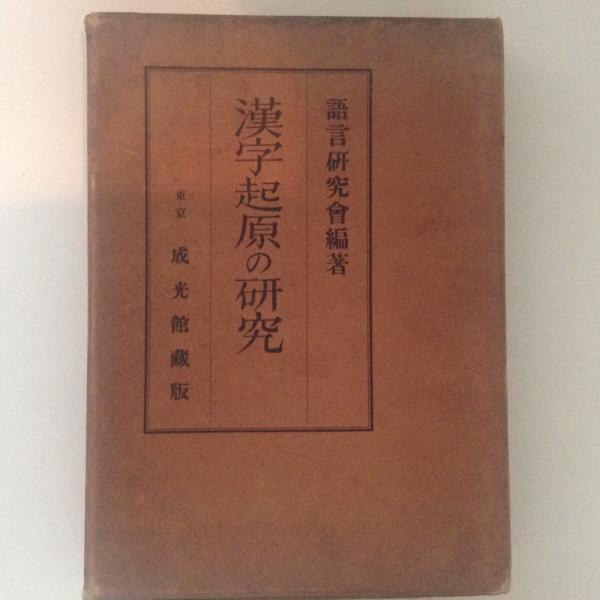 語言研究會編著
漢字起原の研究
東京 成光館藏版